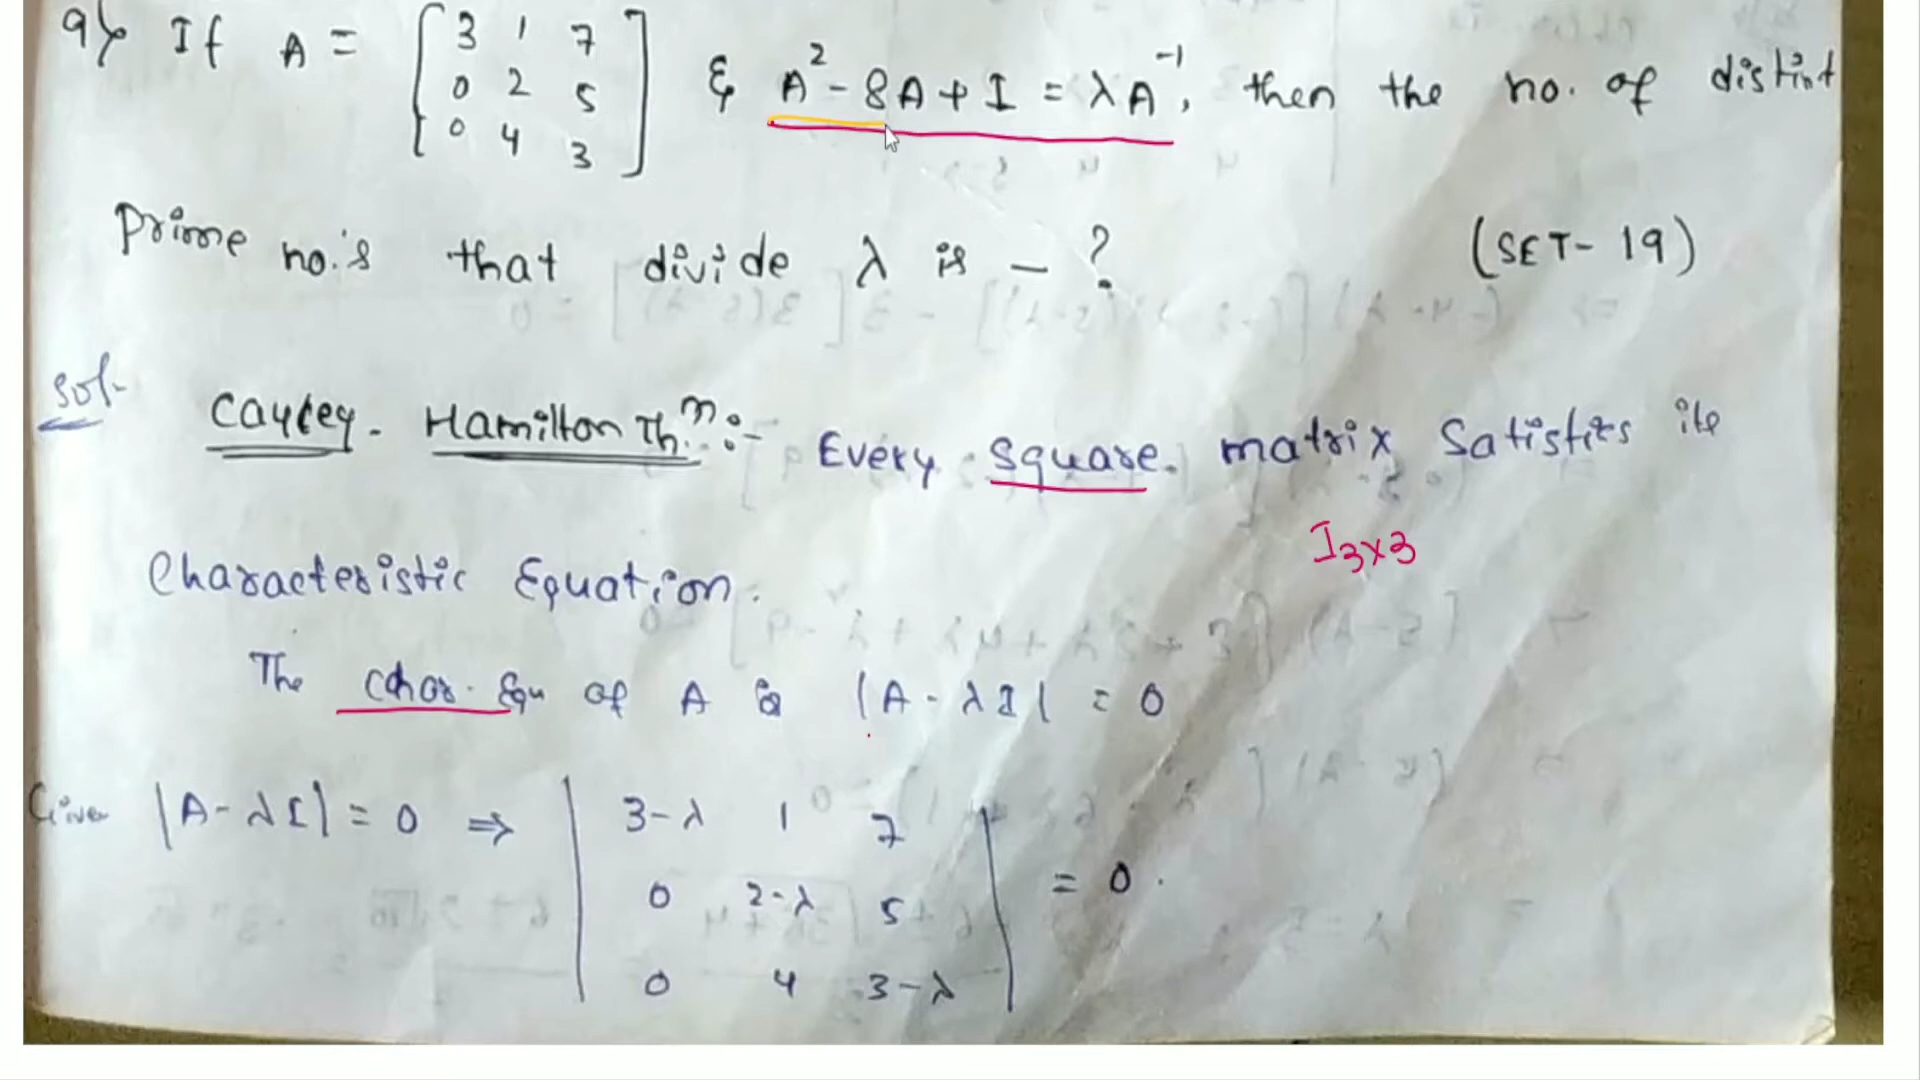 9) If A = [ 3 1 7
0 2 5
0 4 3 ] & A² - 8A + I = λA⁻¹, then the no. of distint
Prime no.'s that divide λ is – ? (SET- 19)
Sol-
Cayley- Hamilton Th.m:- Every square matrix Satisfies its
I3x3
Characteristic Equation.
The Char. Equ of A is |A - λI| = 0
Given |A - λI| = 0 ⇒ | 3-λ 1 7
0 2-λ 5
0 4 3-λ | = 0.